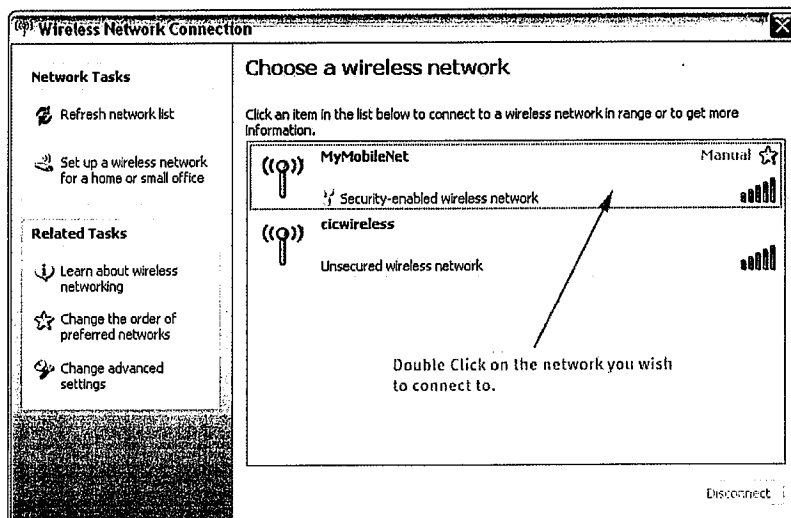 Wireless Network Connection
Network Tasks
Refresh network list
Set up a wireless network
for a home or small office
Related Tasks
Learn about wireless
networking
Change the order of
preferred networks
Change advanced
settings
Choose a wireless network
Click an item in the list below to connect to a wireless network in range or to get more
information.
MyMobileNet
Manual
Security-enabled wireless network
cicwireless
Unsecured wireless network
Double Click on the network you wish
to connect to.
Disconnect